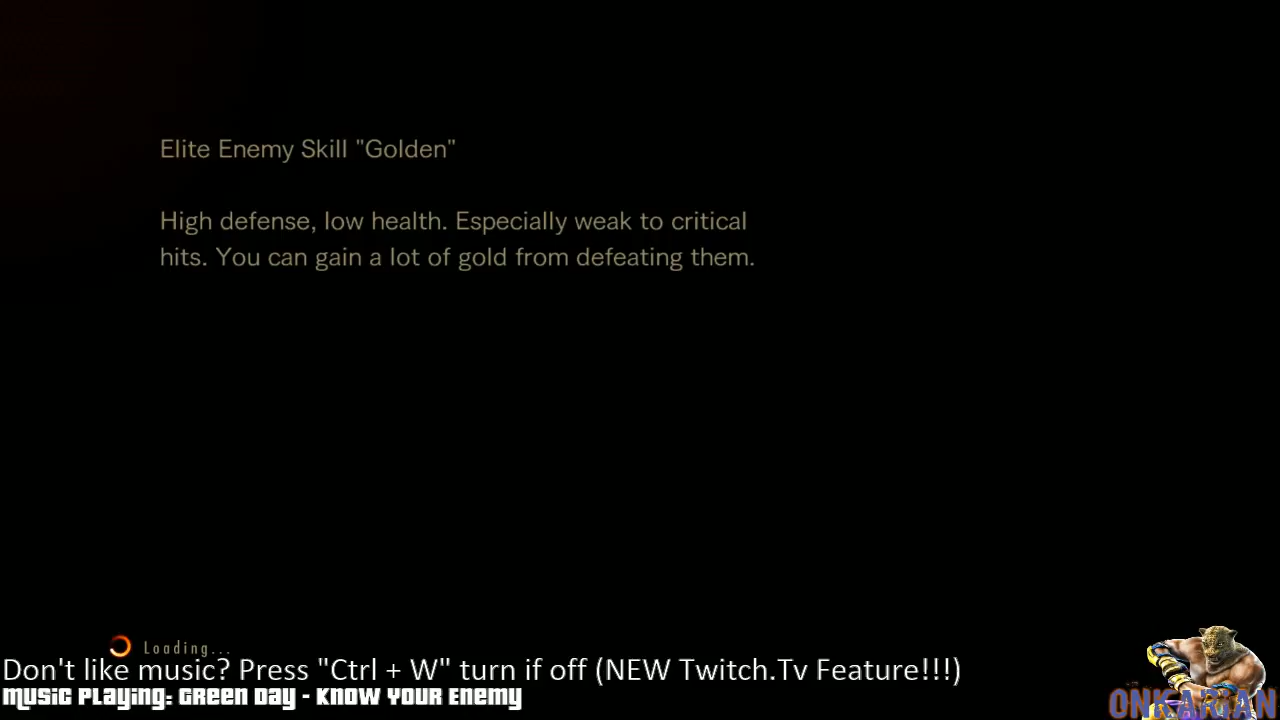 Elite Enemy Skill "Golden"
High defense, low health. Especially weak to critical
hits. You can gain a lot of gold from defeating them.
Loading...
Don't like music? Press "Ctrl + W" turn if off (NEW Twitch.Tv Feature!!!)
Music Playing: Green Day - Know Your Enemy
ONKARIAN